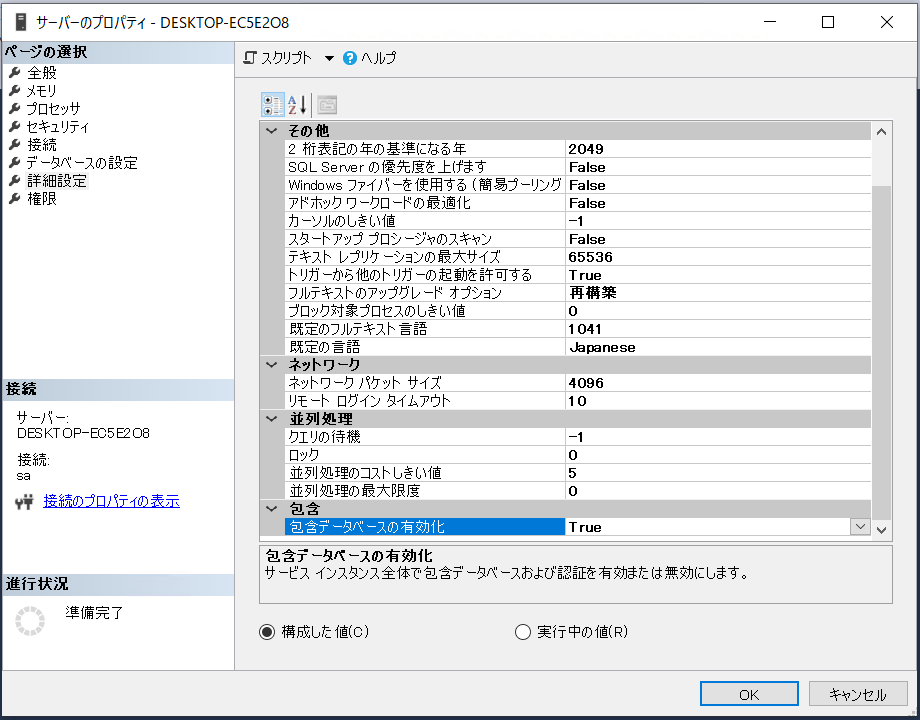 サーバーのプロパティ - DESKTOP-EC5E2O8
ページの選択
全般
メモリ
プロセッサ
セキュリティ
接続
データベースの設定
詳細設定
権限
接続
サーバー:
DESKTOP-EC5E2O8
接続:
sa
接続のプロパティの表示
進行状況
準備完了
スクリプト
ヘルプ
その他
2 桁表記の年の基準になる年 2049
SQL Server の優先度を上げます False
Windows ファイバーを使用する (簡易プーリング False
アドホック ワークロードの最適化 False
カーソルのしきい値 -1
スタートアップ プロシージャのスキャン False
テキスト レプリケーションの最大サイズ 65536
トリガーから他のトリガーの起動を許可する True
フルテキストのアップグレード オプション 再構築
ブロック対象プロセスのしきい値 0
既定のフルテキスト言語 1041
既定の言語 Japanese
ネットワーク
ネットワーク パケット サイズ 4096
リモート ログイン タイムアウト 10
並列処理
クエリの待機 -1
ロック 0
並列処理のコストしきい値 5
並列処理の最大限度 0
包含
包含データベースの有効化 True
包含データベースの有効化
サービス インスタンス全体で包含データベースおよび認証を有効または無効にします。
構成した値(C) 実行中の値(R)
OK キャンセル